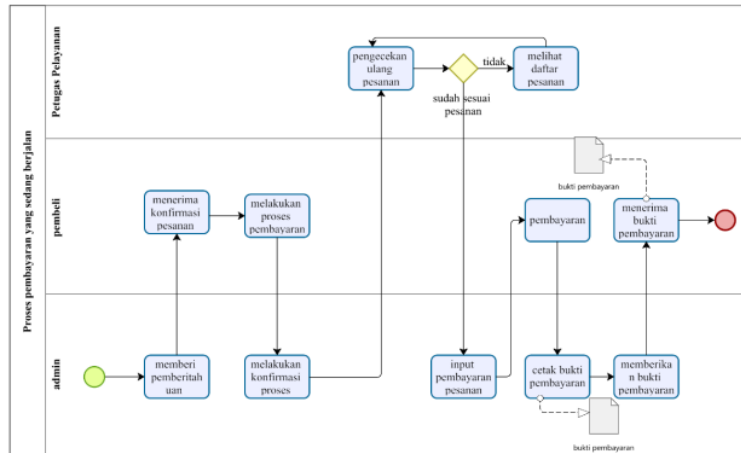 Proses pembayaran yang sedang berjalan
Petugas Pelayanan
pengecekan
ulang
pesanan
tidak
melihat
daftar
pesanan
sudah sesuai
pesanan
pembeli
menerima
konfirmasi
pesanan
melakukan
proses
pembayaran
pembayaran
bukti pembayaran
menerima
bukti
pembayaran
admin
memberi
pemberitah
uan
melakukan
konfirmasi
proses
input
pembayaran
pesanan
cetak bukti
pembayaran
memberika
n bukti
pembayaran
bukti pembayaran